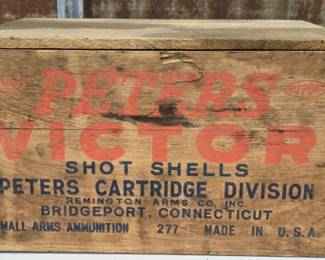 PETERS
VICTOR
SHOT SHELLS
PETERS CARTRIDGE DIVISION
REMINGTON ARMS CO. INC.
BRIDGEPORT, CONNECTICUT
SMALL ARMS AMMUNITION 277 MADE IN U.S.A.